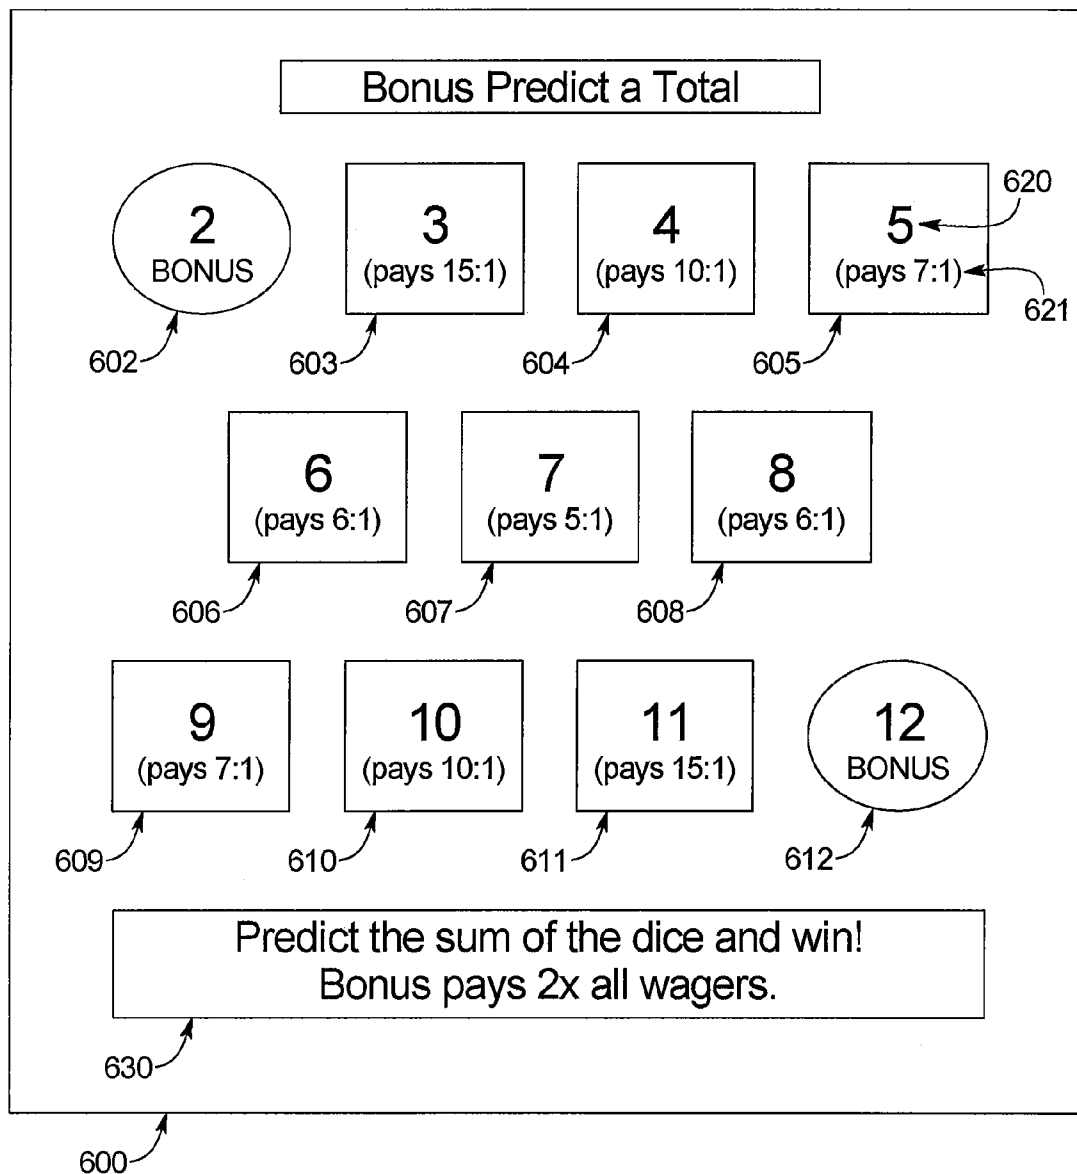 Bonus Predict a Total
2
BONUS
3
(pays 15:1)
4
(pays 10:1)
5
(pays 7:1)
620
621
602
603
604
605
6
(pays 6:1)
7
(pays 5:1)
8
(pays 6:1)
606
607
608
9
(pays 7:1)
10
(pays 10:1)
11
(pays 15:1)
12
BONUS
609
610
611
612
Predict the sum of the dice and win!
Bonus pays 2x all wagers.
630
600